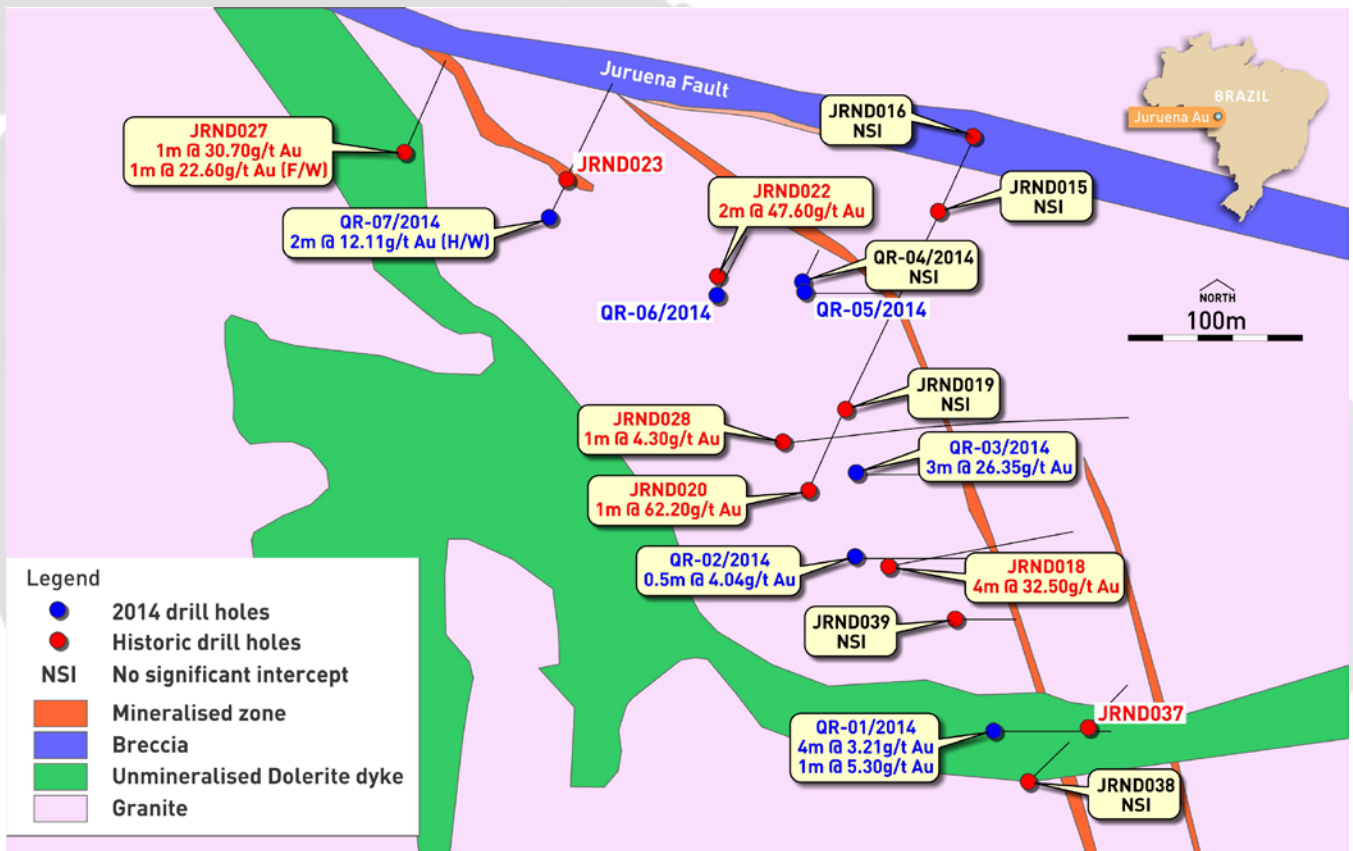 Juruena Fault
JRND016
NSI
BRAZIL
Juruena Au
JRND027
1m @ 30.70g/t Au
1m @ 22.60g/t Au (F/W)
JRND023
JRND022
2m @ 47.60g/t Au
JRND015
NSI
QR-07/2014
2m @ 12.11g/t Au (H/W)
QR-04/2014
NSI
QR-06/2014
QR-05/2014
NORTH
100m
JRND019
NSI
JRND028
1m @ 4.30g/t Au
QR-03/2014
3m @ 26.35g/t Au
JRND020
1m @ 62.20g/t Au
QR-02/2014
0.5m @ 4.04g/t Au
JRND018
4m @ 32.50g/t Au
JRND039
NSI
QR-01/2014
4m @ 3.21g/t Au
1m @ 5.30g/t Au
JRND037
JRND038
NSI
Legend
2014 drill holes
Historic drill holes
NSI No significant intercept
Mineralised zone
Breccia
Unmineralised Dolerite dyke
Granite